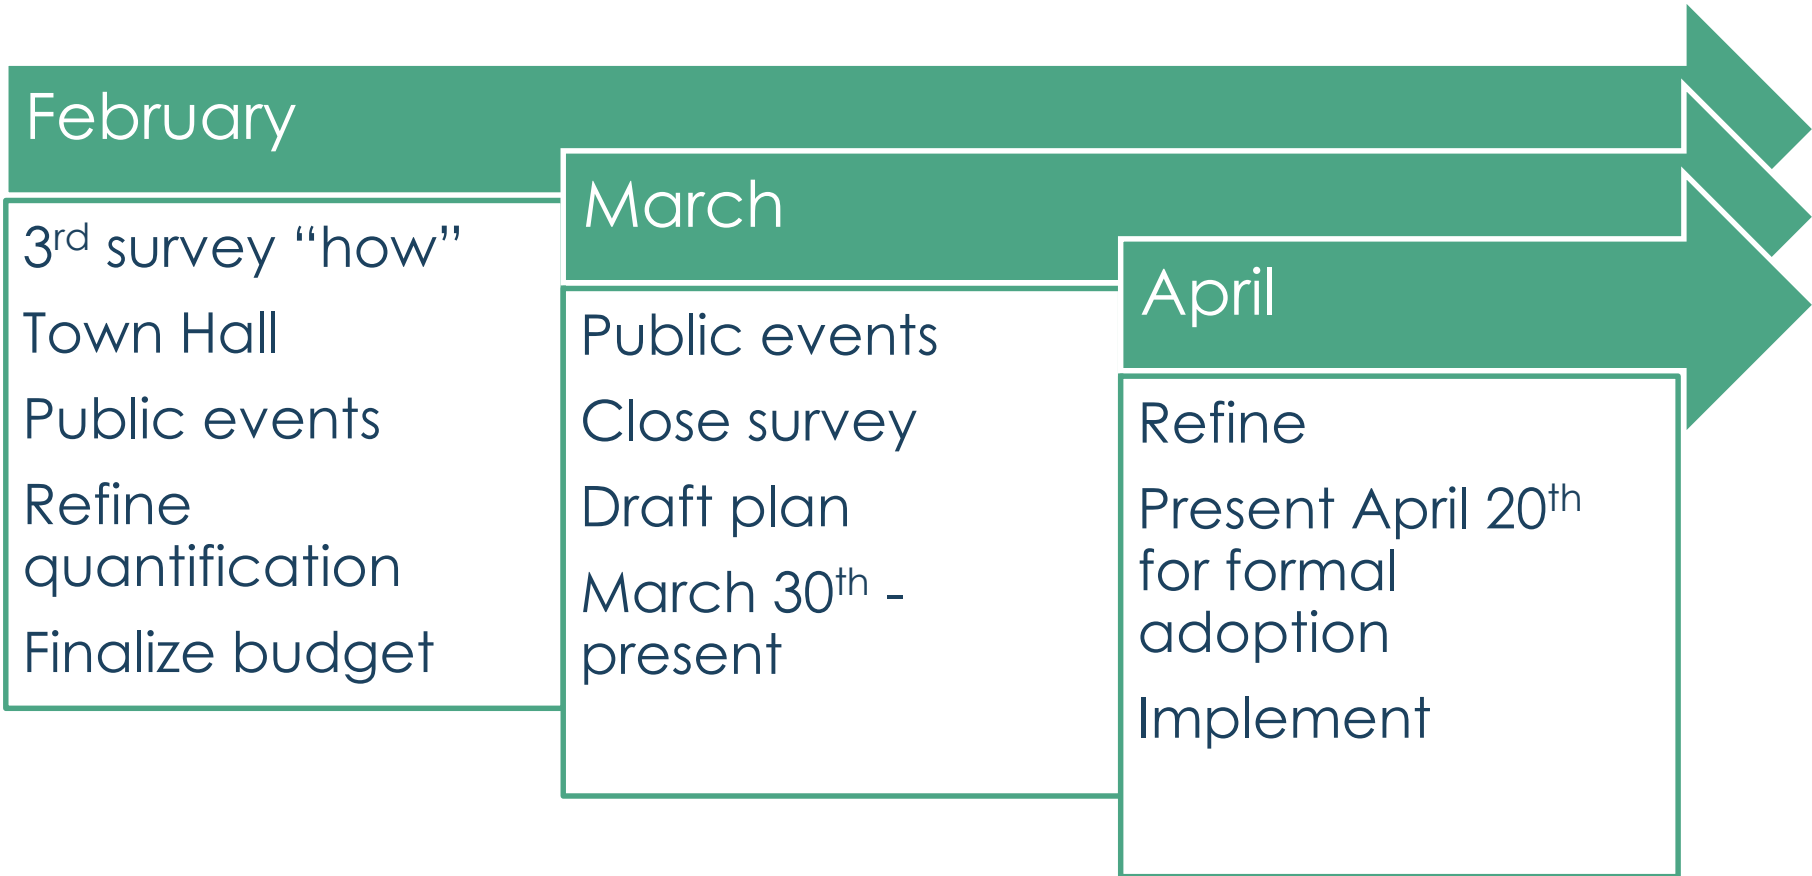 February
3rd survey “how”
Town Hall
Public events
Refine
quantification
Finalize budget
March
Public events
Close survey
Draft plan
March 30th -
present
April
Refine
Present April 20th
for formal
adoption
Implement